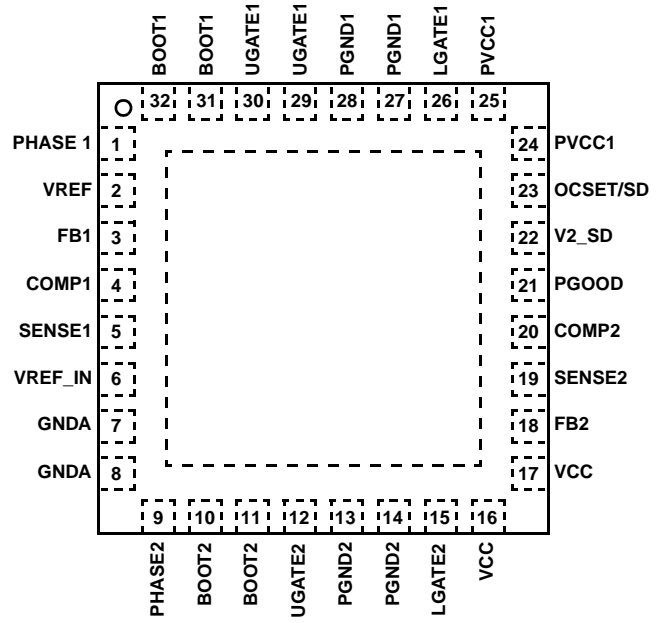 BOOT1
BOOT1
UGATE1
UGATE1
PGND1
PGND1
LGATE1
PVCC1
32 31 30 29 28 27 26 25
PHASE 1 1 24 PVCC1
VREF 2 23 OCSET/SD
FB1 3 22 V2_SD
COMP1 4 21 PGOOD
SENSE1 5 20 COMP2
VREF_IN 6 19 SENSE2
GNDA 7 18 FB2
GNDA 8 17 VCC
9 10 11 12 13 14 15 16
PHASE2
BOOT2
BOOT2
UGATE2
PGND2
PGND2
LGATE2
VCC